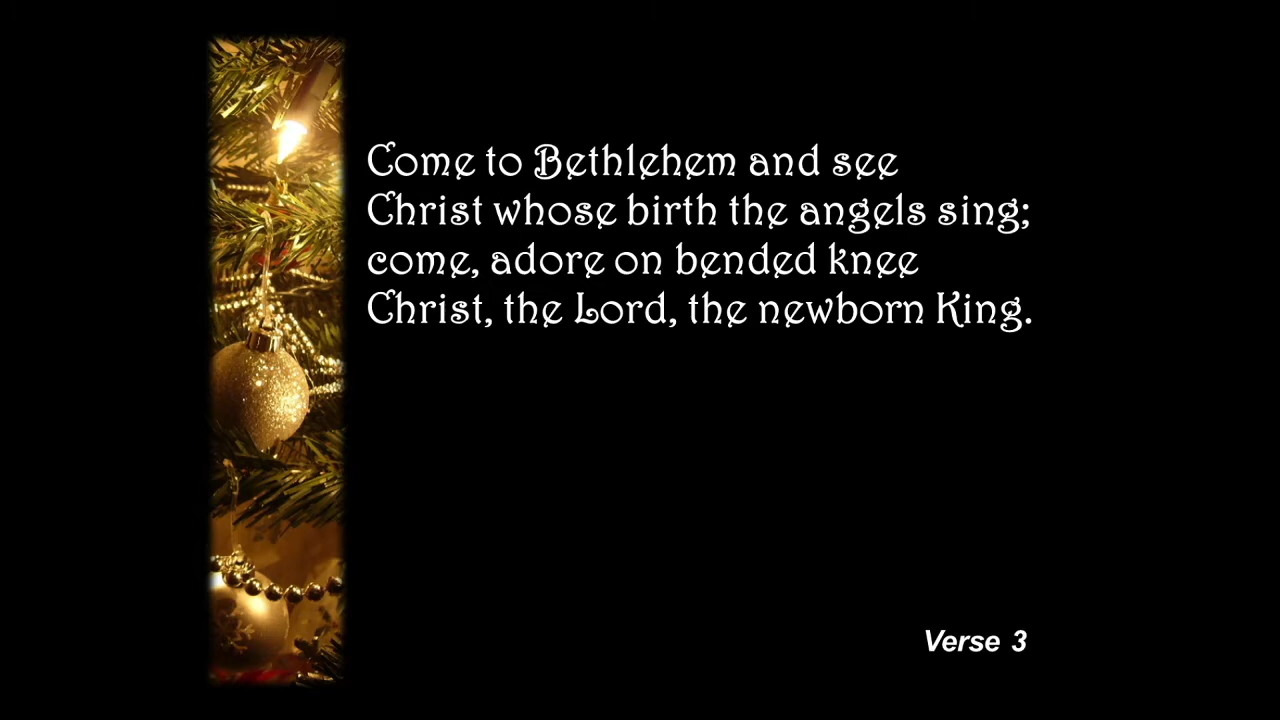 Come to Bethlehem and see
Christ whose birth the angels sing;
come, adore on bended knee
Christ, the Lord, the newborn King.
Verse 3